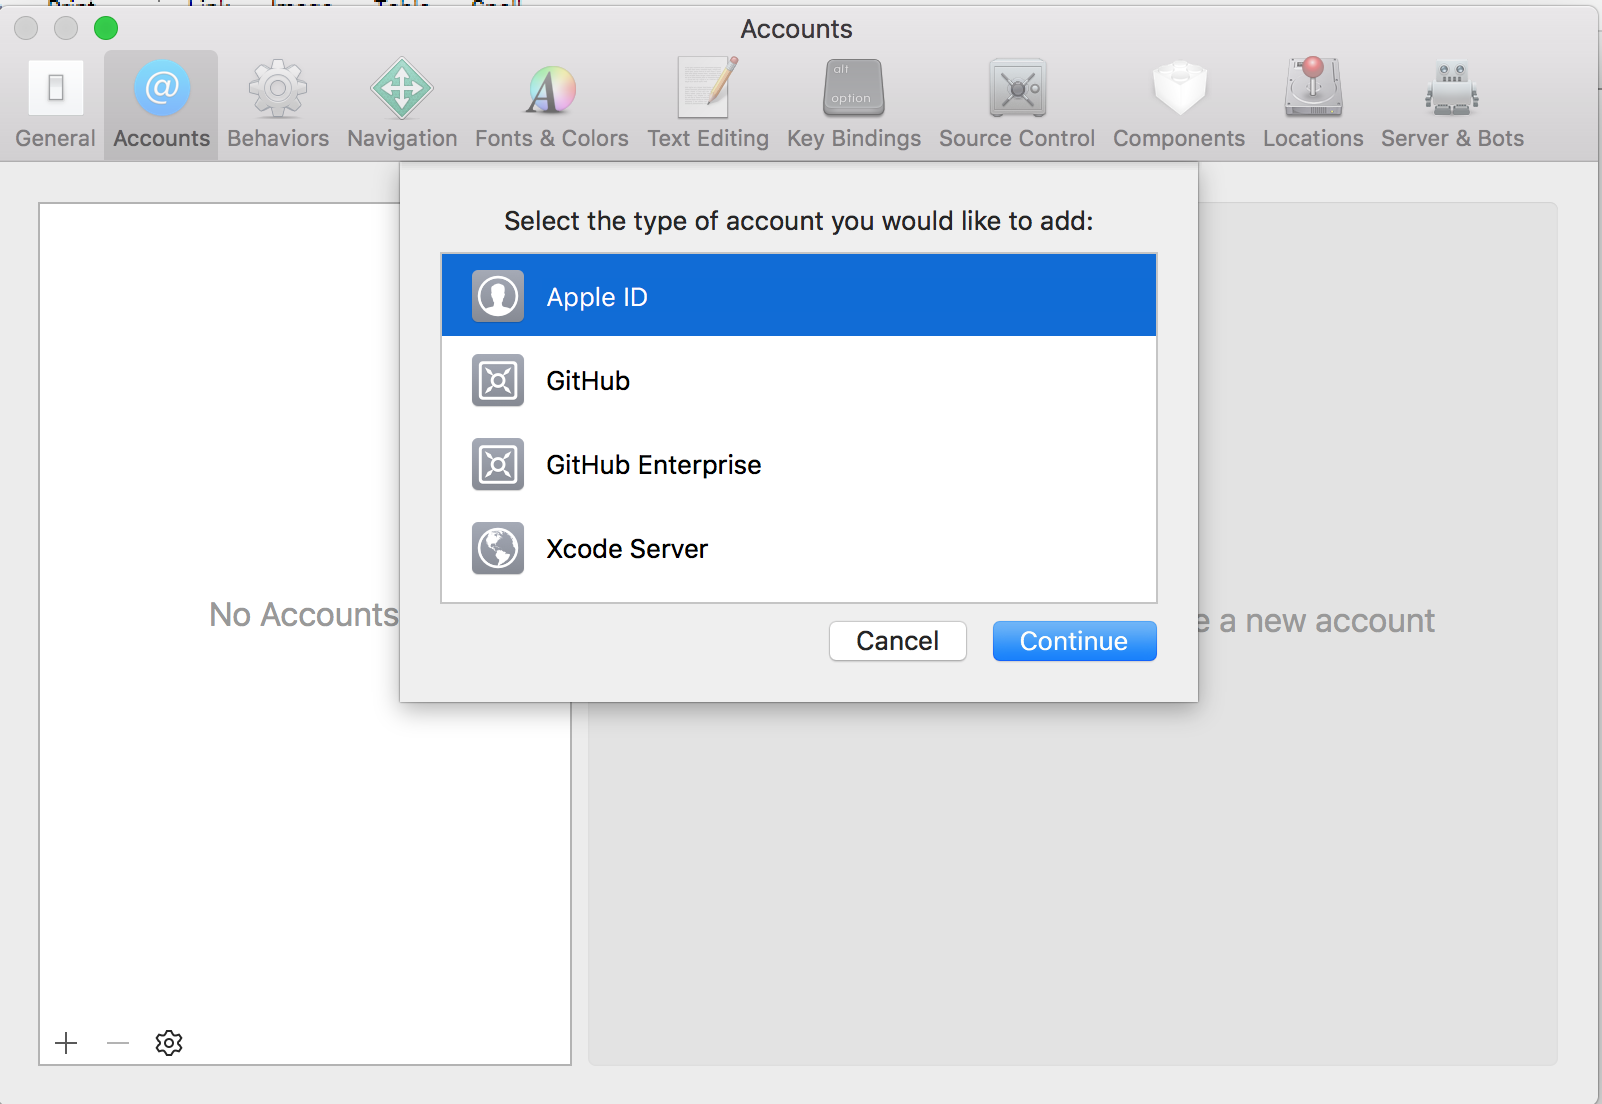 Accounts
General Accounts Behaviors Navigation Fonts & Colors Text Editing alt option Key Bindings Source Control Components Locations Server & Bots
Select the type of account you would like to add:
Apple ID
GitHub
GitHub Enterprise
Xcode Server
No Accounts
e a new account
Cancel Continue